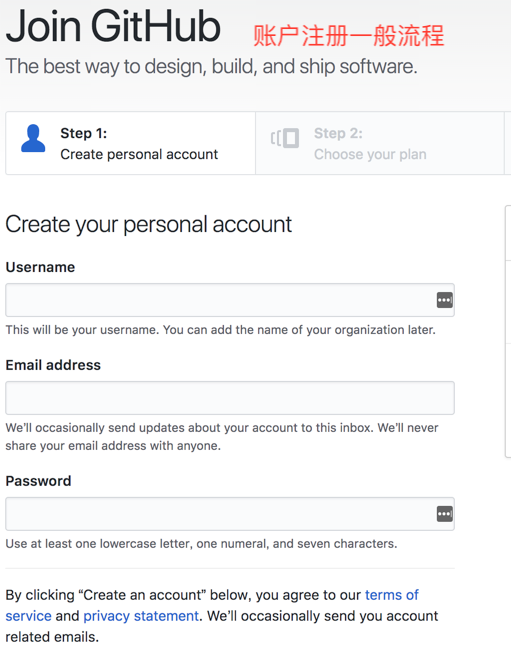 Join GitHub 账户注册一般流程
The best way to design, build, and ship software.
Step 1:
Create personal account
Step 2:
Choose your plan
Create your personal account
Username
This will be your username. You can add the name of your organization later.
Email address
We’ll occasionally send updates about your account to this inbox. We’ll never
share your email address with anyone.
Password
Use at least one lowercase letter, one numeral, and seven characters.
By clicking “Create an account” below, you agree to our terms of
service and privacy statement. We’ll occasionally send you account
related emails.